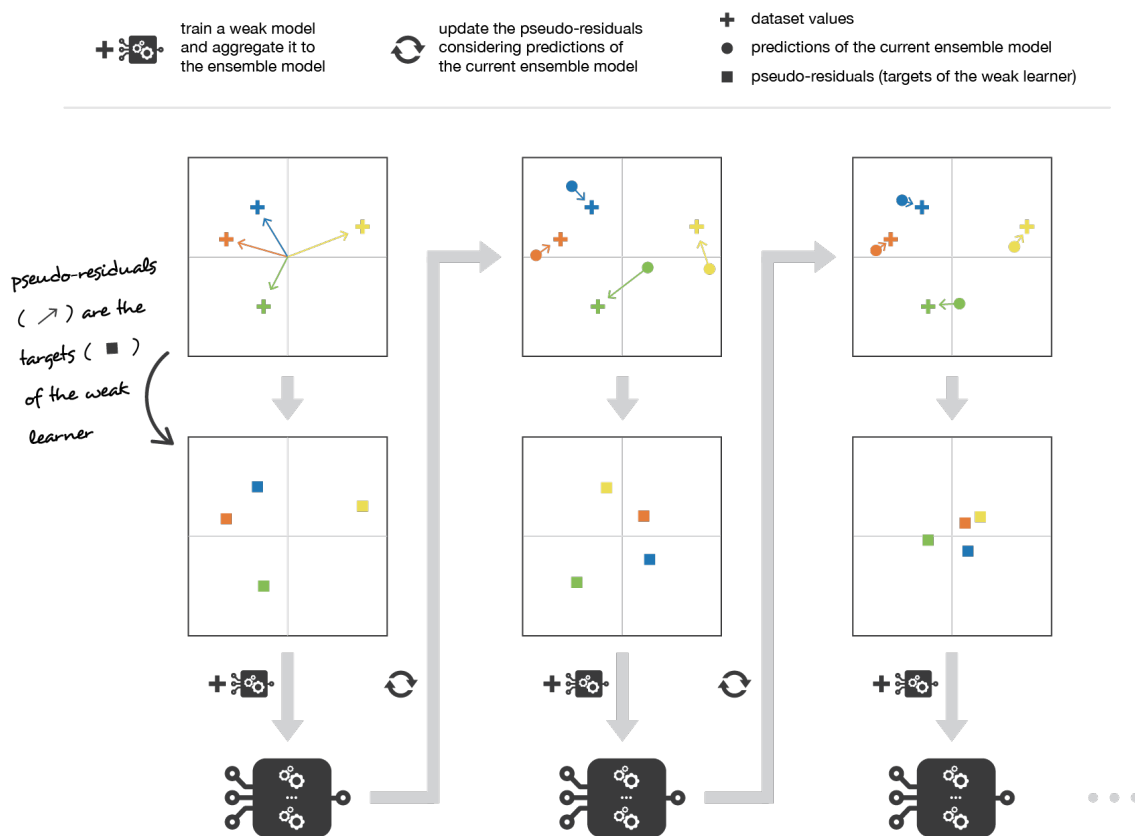 train a weak model
and aggregate it to
the ensemble model
update the pseudo-residuals
considering predictions of
the current ensemble model
dataset values
predictions of the current ensemble model
pseudo-residuals (targets of the weak learner)
pseudo-residuals
( ↗ ) are the
targets ( ■ )
of the weak
learner